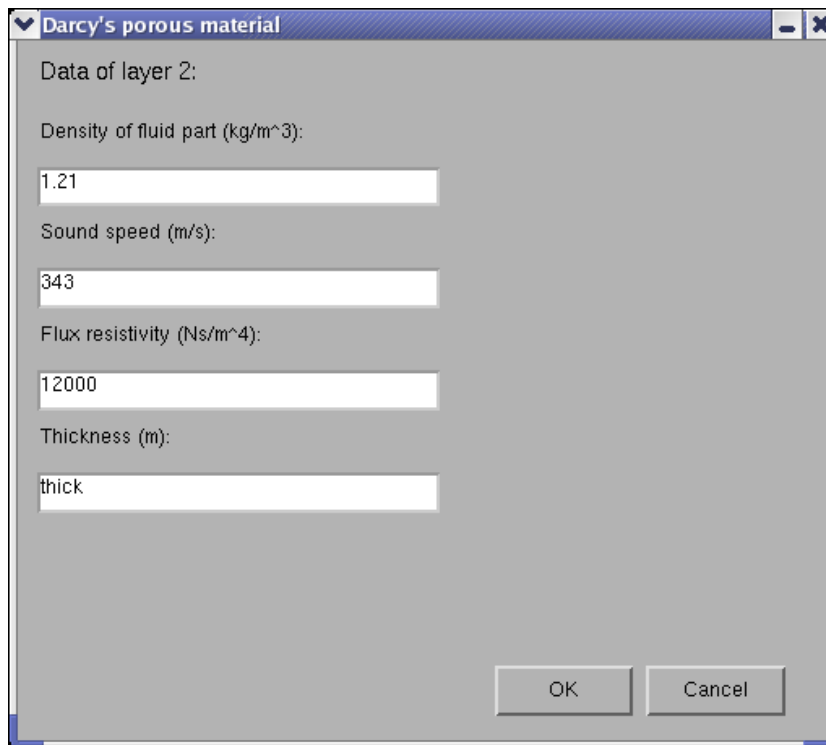 Darcy's porous material
Data of layer 2:
Density of fluid part (kg/m^3):
1.21
Sound speed (m/s):
343
Flux resistivity (Ns/m^4):
12000
Thickness (m):
thick
OK Cancel